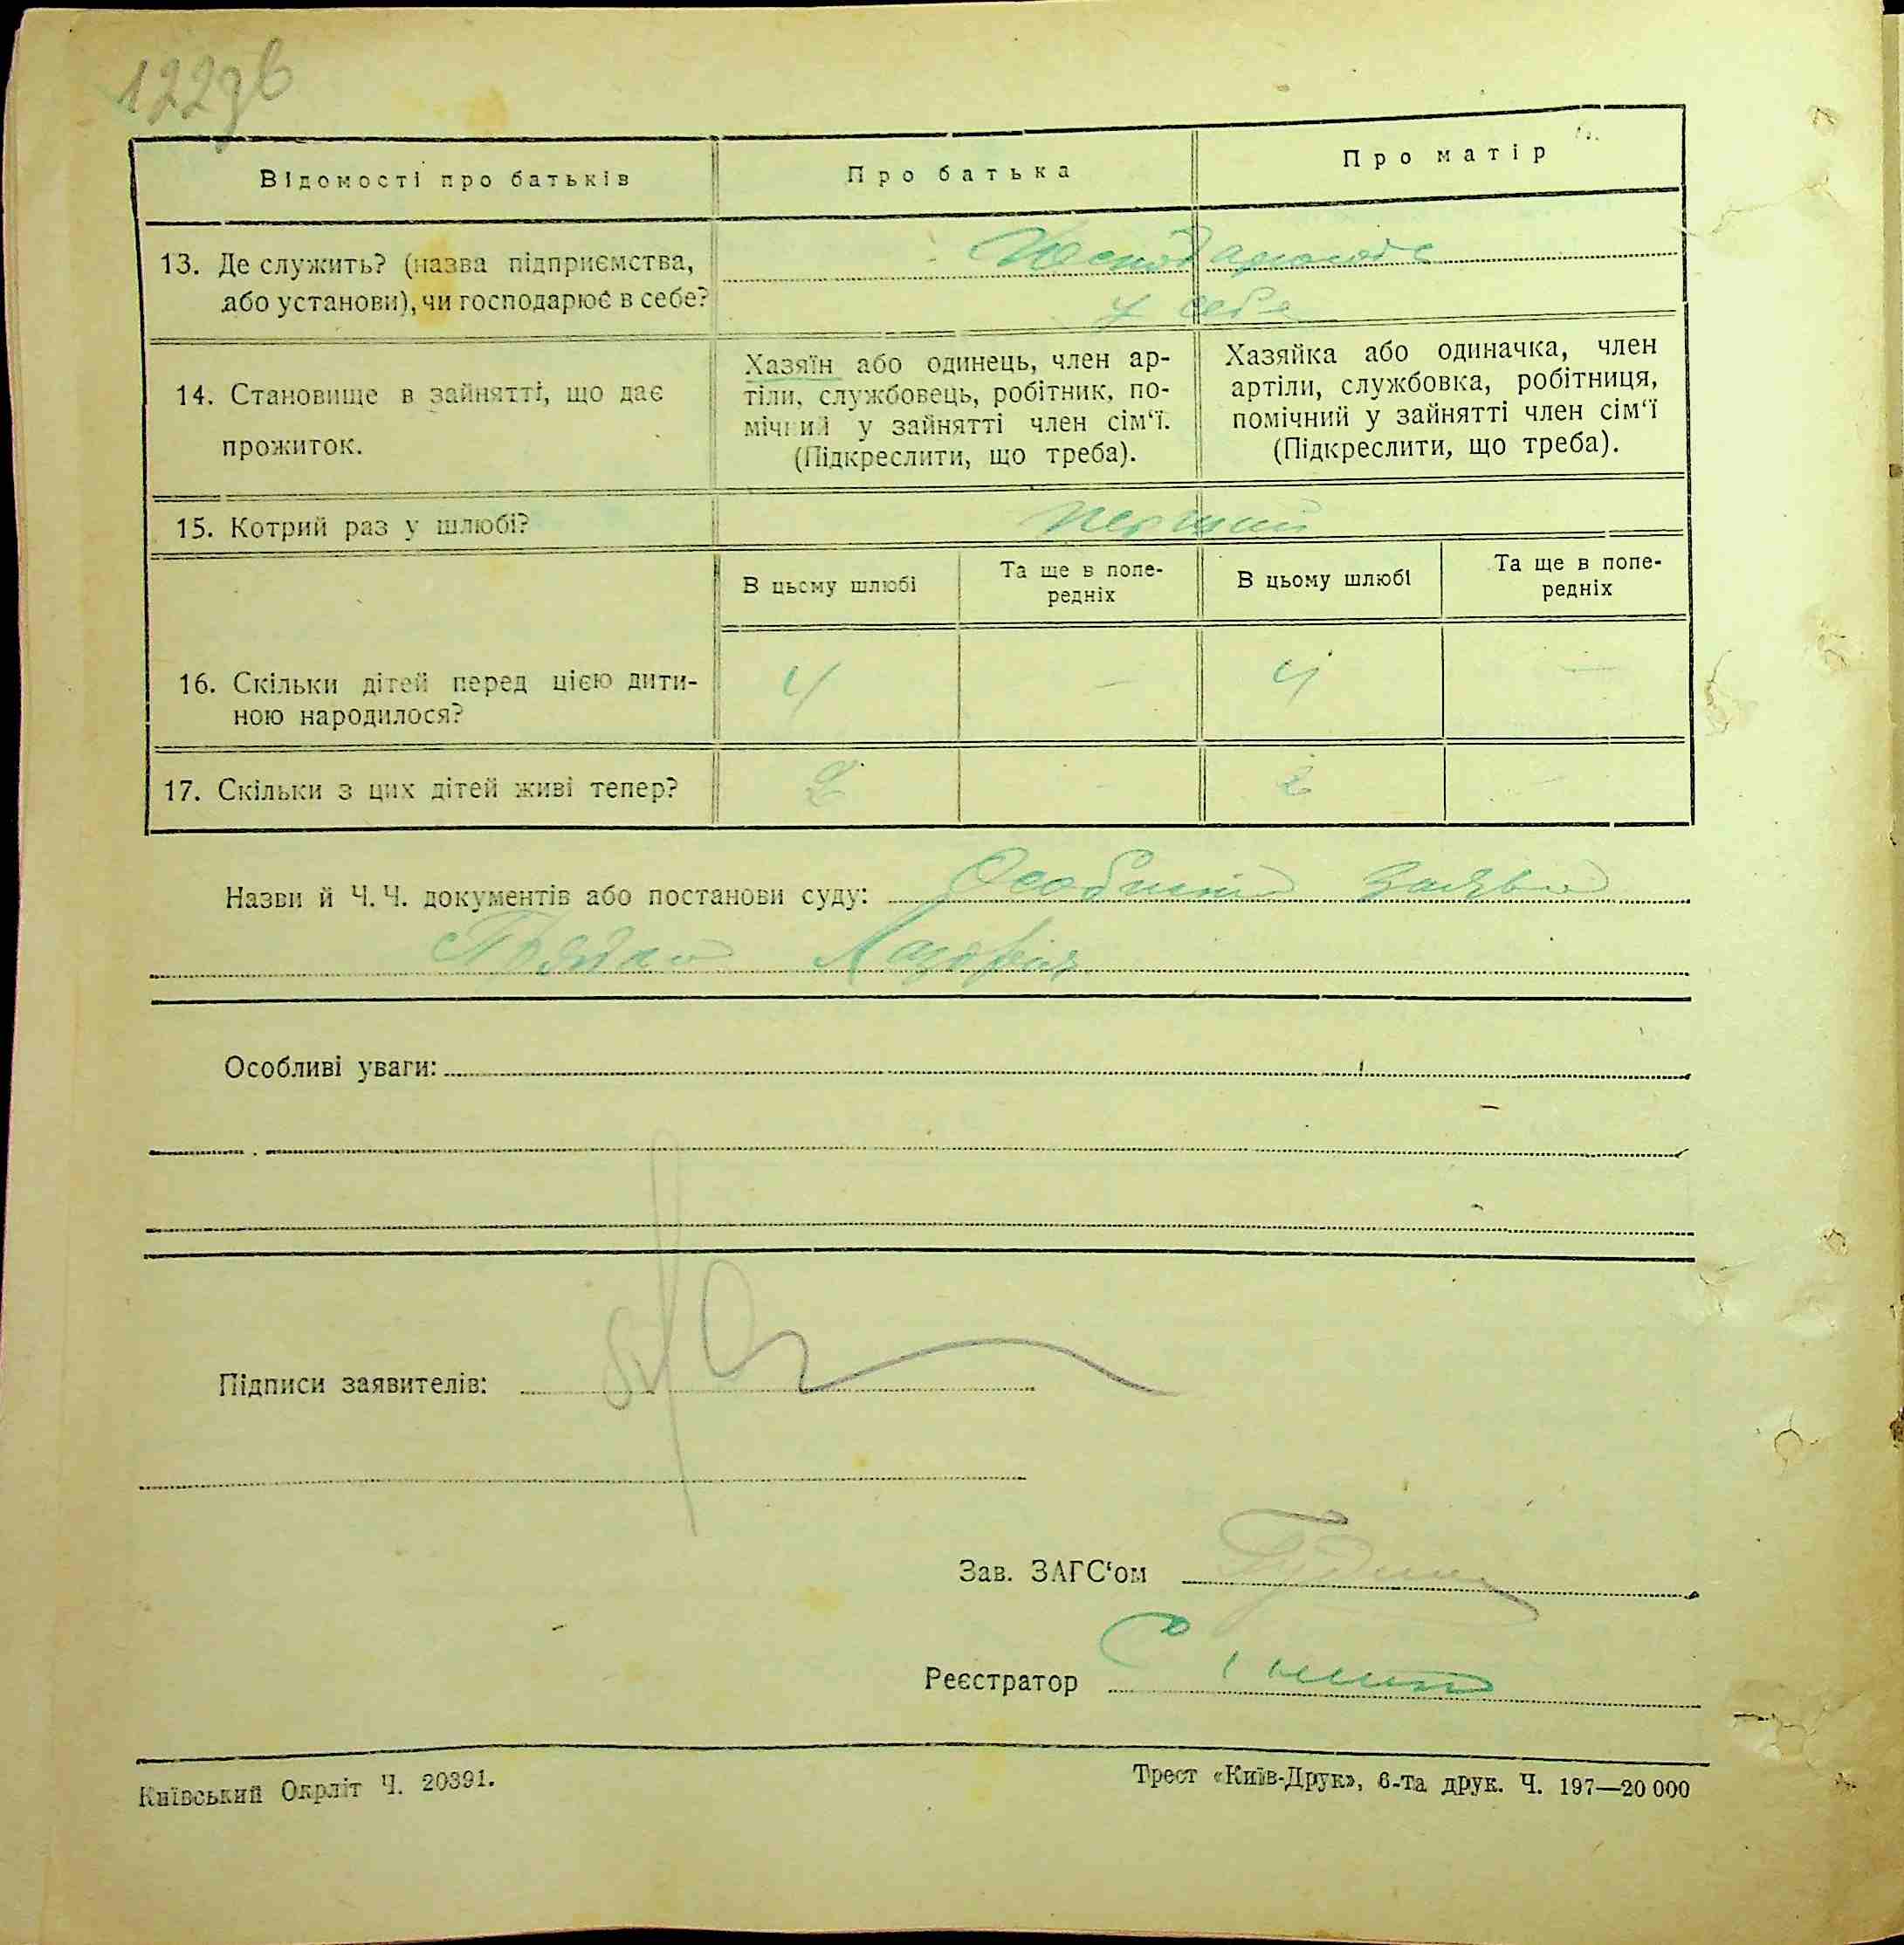 122зв
Відомості про батьків
Про батька
Про матір
13. Де служить? (назва підприємства,
або установи), чи господарює в себе?
Господарюють
у себе
14. Становище в зайнятті, що дає
прожиток.
Хазяїн або одинець, член ар-
тіли, службовець, робітник, по-
мічний у зайнятті член сім‘ї.
(Підкреслити, що треба).
Хазяйка або одиначка, член
артіли, службовка, робітниця,
помічний у зайнятті член сім‘ї
(Підкреслити, що треба).
15. Котрий раз у шлюбі?
перший
В цьому шлюбі
Та ще в попе-
редніх
В цьому шлюбі
Та ще в попе-
редніх
16. Скільки дітей перед цією дити-
ною народилося?
4 — 4 —
17. Скільки з цих дітей живі тепер?
2 — 2 —
Назви й Ч. Ч. документів або постанови суду: Особиста заява
Особливі уваги:
Підписи заявителів:
Зав. ЗАГС‘ом
Реєстратор
Київський Окрліт Ч. 20391.
Трест «Київ-Друк», 6-та друк. Ч. 197—20 000